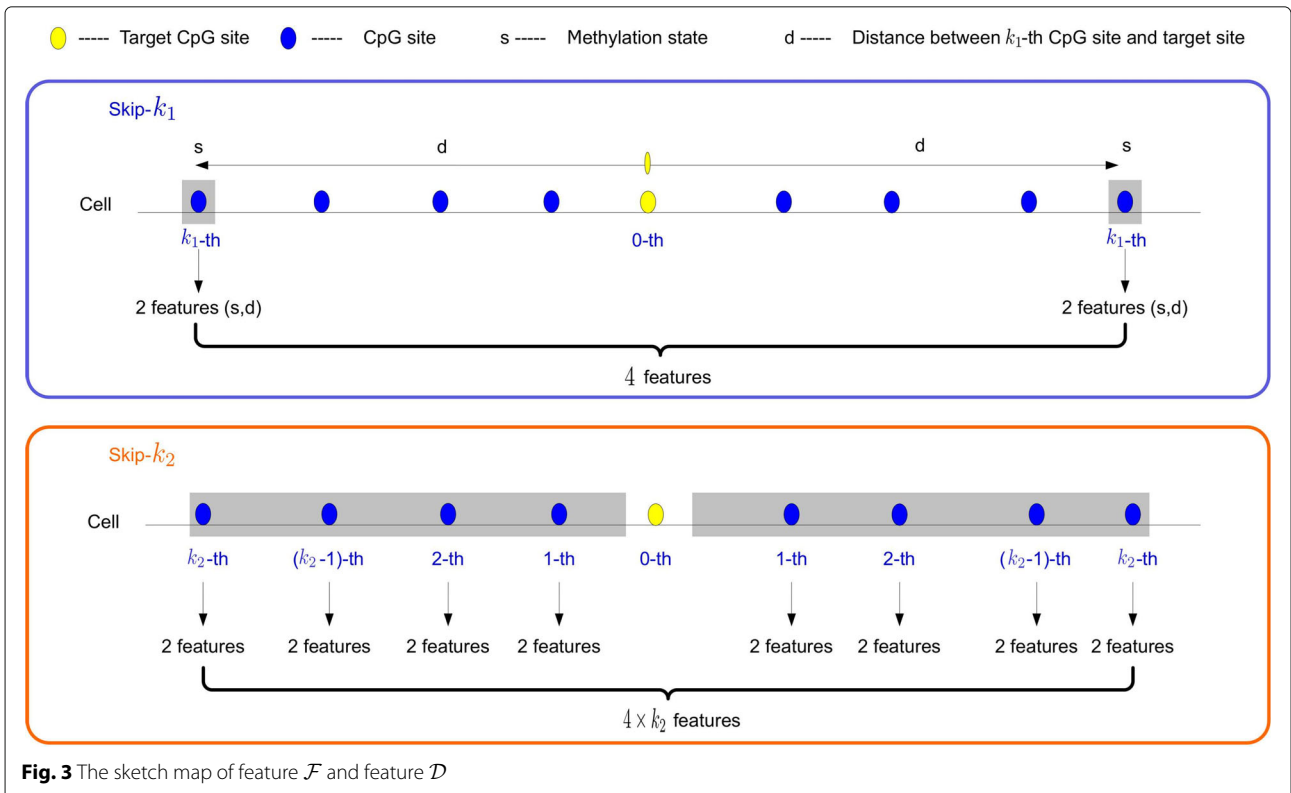 ----- Target CpG site ----- CpG site s ----- Methylation state d ----- Distance between k₁-th CpG site and target site
Skip-k₁
s d d s
Cell
k₁-th 0-th k₁-th
2 features (s,d) 2 features (s,d)
4 features
Skip-k₂
Cell
k₂-th (k₂-1)-th 2-th 1-th 0-th 1-th 2-th (k₂-1)-th k₂-th
2 features 2 features 2 features 2 features 2 features 2 features 2 features 2 features
4 × k₂ features
Fig. 3 The sketch map of feature ℱ and feature 𝒟